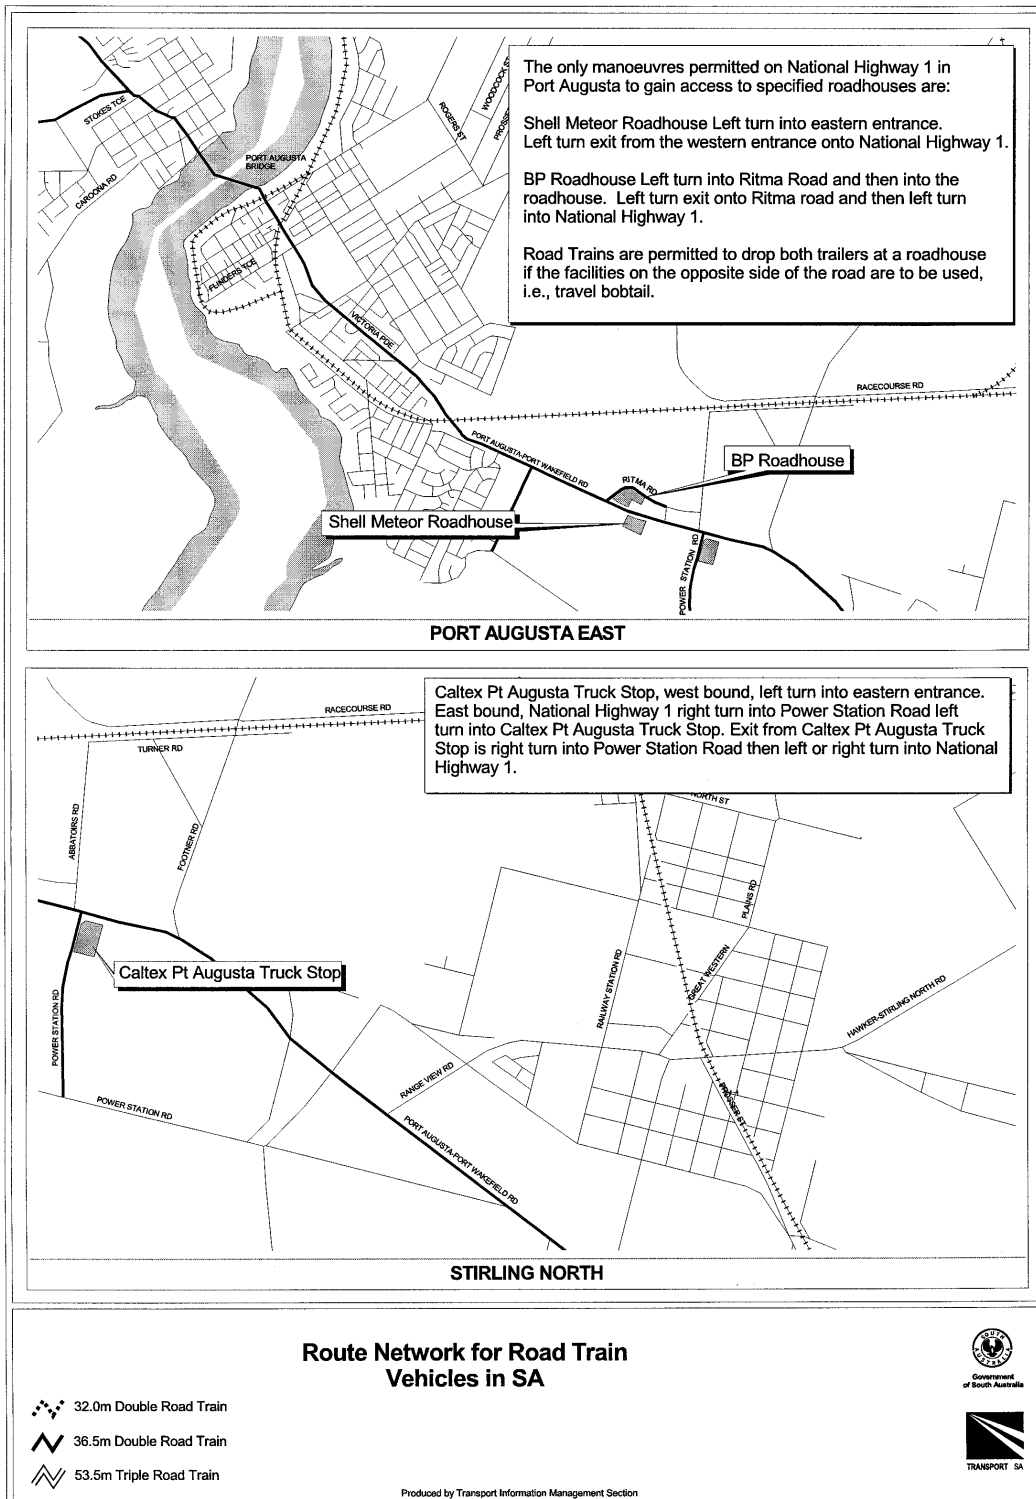 The only manoeuvres permitted on National Highway 1 in
Port Augusta to gain access to specified roadhouses are:
Shell Meteor Roadhouse Left turn into eastern entrance.
Left turn exit from the western entrance onto National Highway 1.
BP Roadhouse Left turn into Ritma Road and then into the
roadhouse. Left turn exit onto Ritma road and then left turn
into National Highway 1.
Road Trains are permitted to drop both trailers at a roadhouse
if the facilities on the opposite side of the road are to be used,
i.e., travel bobtail.
STOKES TCE
CAROONA RD
PORT AUGUSTA
BRIDGE
ROGERS ST
WOODCOCK ST
PROSSE
FLINDERS TCE
VICTORIA PDE
RACECOURSE RD
PORT AUGUSTA-PORT WAKEFIELD RD
BP Roadhouse
RITMA RD
Shell Meteor Roadhouse
POWER STATION RD
PORT AUGUSTA EAST
Caltex Pt Augusta Truck Stop, west bound, left turn into eastern entrance.
East bound, National Highway 1 right turn into Power Station Road left
turn into Caltex Pt Augusta Truck Stop. Exit from Caltex Pt Augusta Truck
Stop is right turn into Power Station Road then left or right turn into National
Highway 1.
RACECOURSE RD
TURNER RD
NORTH ST
ABBATOIRS RD
FOOTNER RD
PLAINS RD
Caltex Pt Augusta Truck Stop
RAILWAY STATION RD
GREAT WESTERN
HAWKER-STIRLING NORTH RD
POWER STATION RD
RANGE VIEW RD
POWER STATION RD
PROSSER ST
PORT AUGUSTA-PORT WAKEFIELD RD
STIRLING NORTH
Route Network for Road Train
Vehicles in SA
SOUTH
AUSTRALIA
Government
of South Australia
32.0m Double Road Train
36.5m Double Road Train
53.5m Triple Road Train
TRANSPORT SA
Produced by Transport Information Management Section